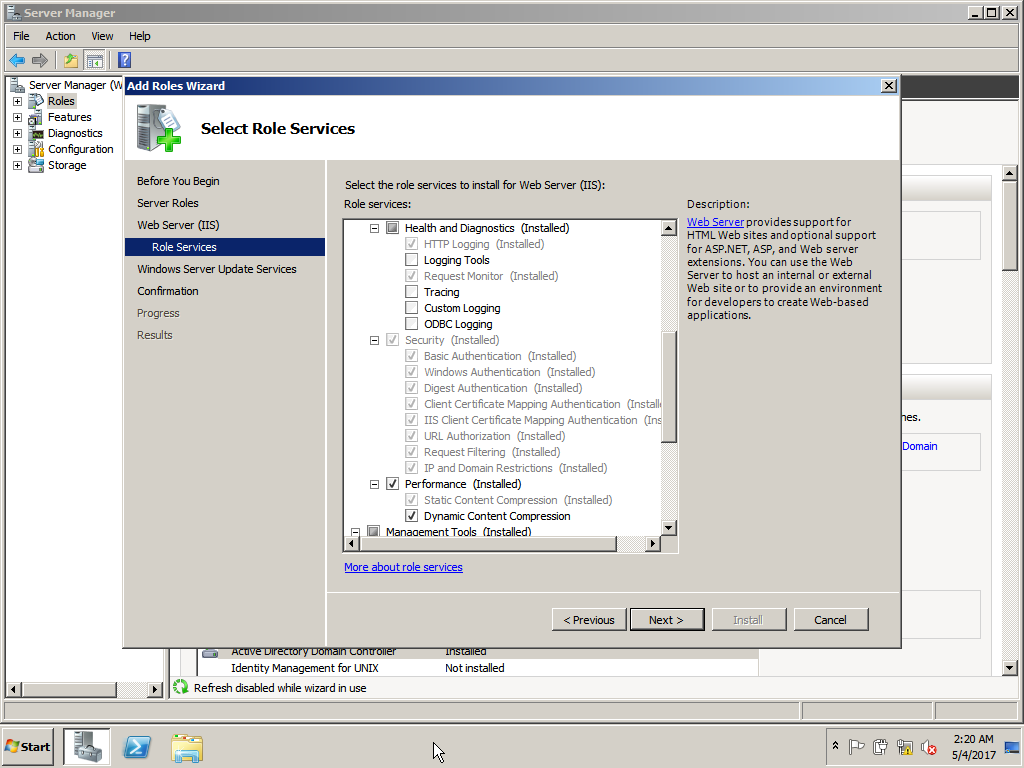 Server Manager
File Action View Help
Server Manager (W
Roles
Features
Diagnostics
Configuration
Storage
Add Roles Wizard
Select Role Services
Before You Begin
Server Roles
Web Server (IIS)
Role Services
Windows Server Update Services
Confirmation
Progress
Results
Select the role services to install for Web Server (IIS):
Role services:
Health and Diagnostics (Installed)
HTTP Logging (Installed)
Logging Tools
Request Monitor (Installed)
Tracing
Custom Logging
ODBC Logging
Security (Installed)
Basic Authentication (Installed)
Windows Authentication (Installed)
Digest Authentication (Installed)
Client Certificate Mapping Authentication (Installe
IIS Client Certificate Mapping Authentication (Ins
URL Authorization (Installed)
Request Filtering (Installed)
IP and Domain Restrictions (Installed)
Performance (Installed)
Static Content Compression (Installed)
Dynamic Content Compression
Management Tools (Installed)
More about role services
Description:
Web Server provides support for
HTML Web sites and optional support
for ASP.NET, ASP, and Web server
extensions. You can use the Web
Server to host an internal or external
Web site or to provide an environment
for developers to create Web-based
applications.
nes.
Domain
< Previous
Next >
Install
Cancel
Active Directory Domain Controller Installed
Identity Management for UNIX Not installed
Refresh disabled while wizard in use
Start
2:20 AM
5/4/2017